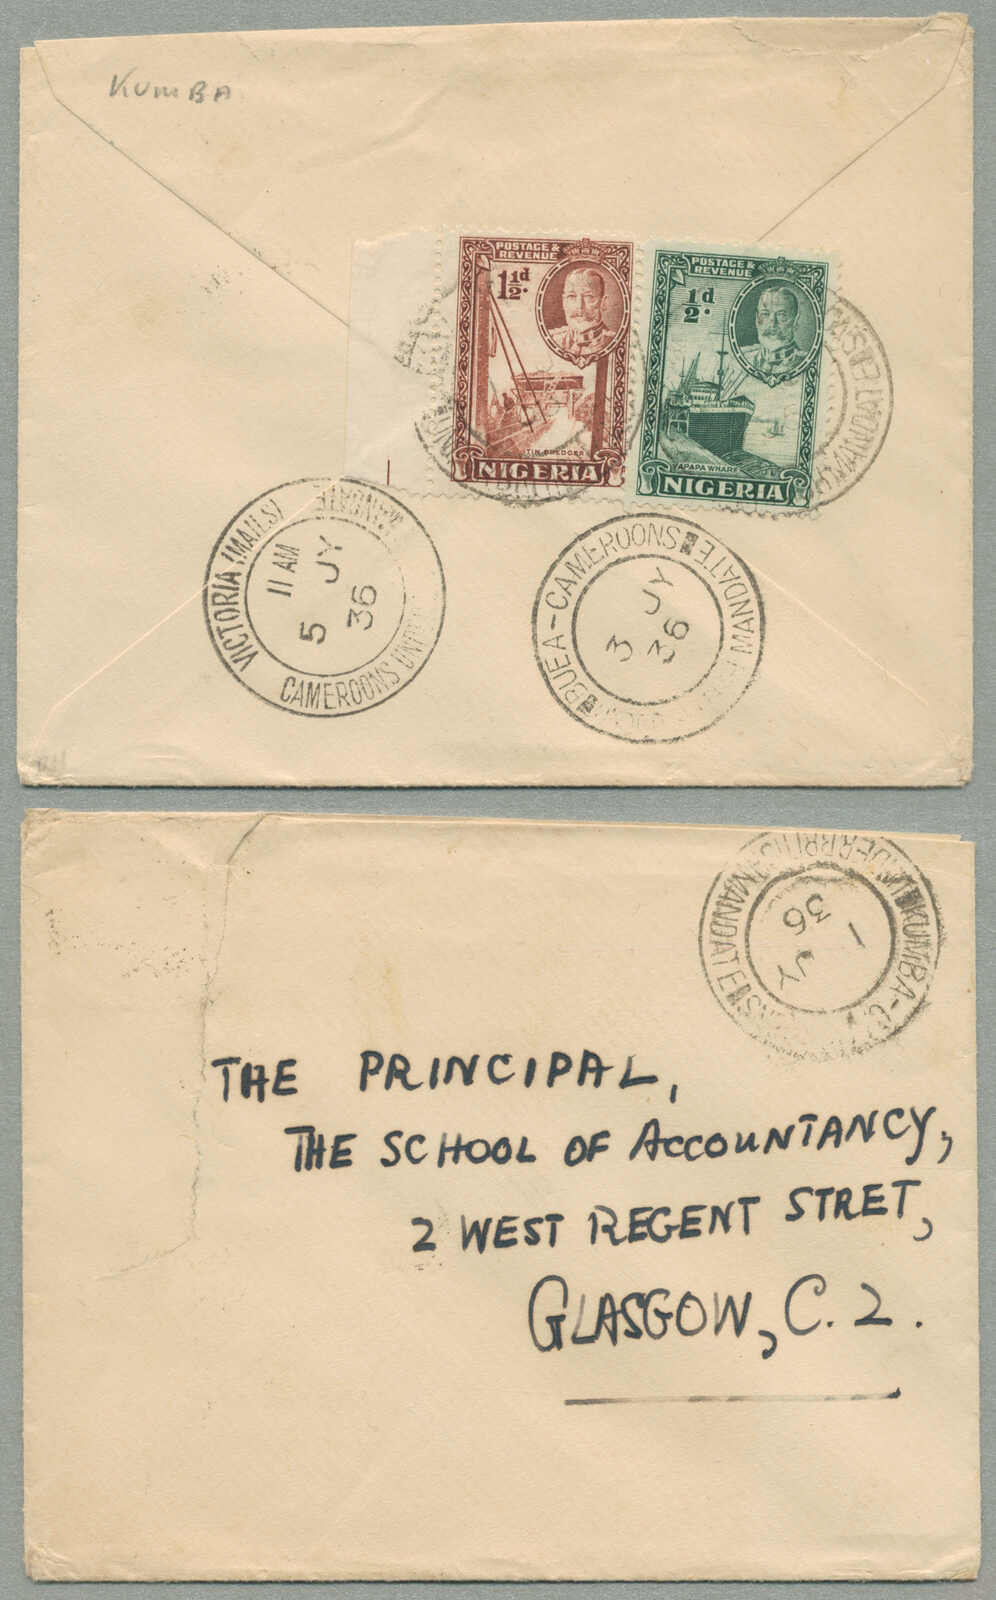 KUMBA
POSTAGE & REVENUE
1½d.
TIN DREDGER
NIGERIA
POSTAGE & REVENUE
½d.
APAPA WHARF
NIGERIA
VICTORIA (MAILS)
MANDATE
CAMEROONS
11 AM
5 JY
36
BUEA-CAMEROONS
MANDATE
3 JY
36
KUMBA-C
MANDATE
1 JY
36
THE PRINCIPAL,
THE SCHOOL OF ACCOUNTANCY,
2 WEST REGENT STRET,
GLASGOW, C. 2.